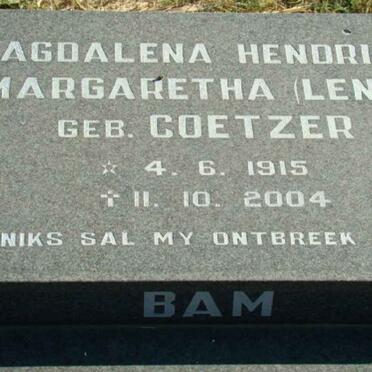 AGDALENA HENDRI
MARGARETHA (LEN
GEB. COETZER
☆ 4. 6. 1915
✝ 11. 10. 2004
NIKS SAL MY ONTBREEK
BAM